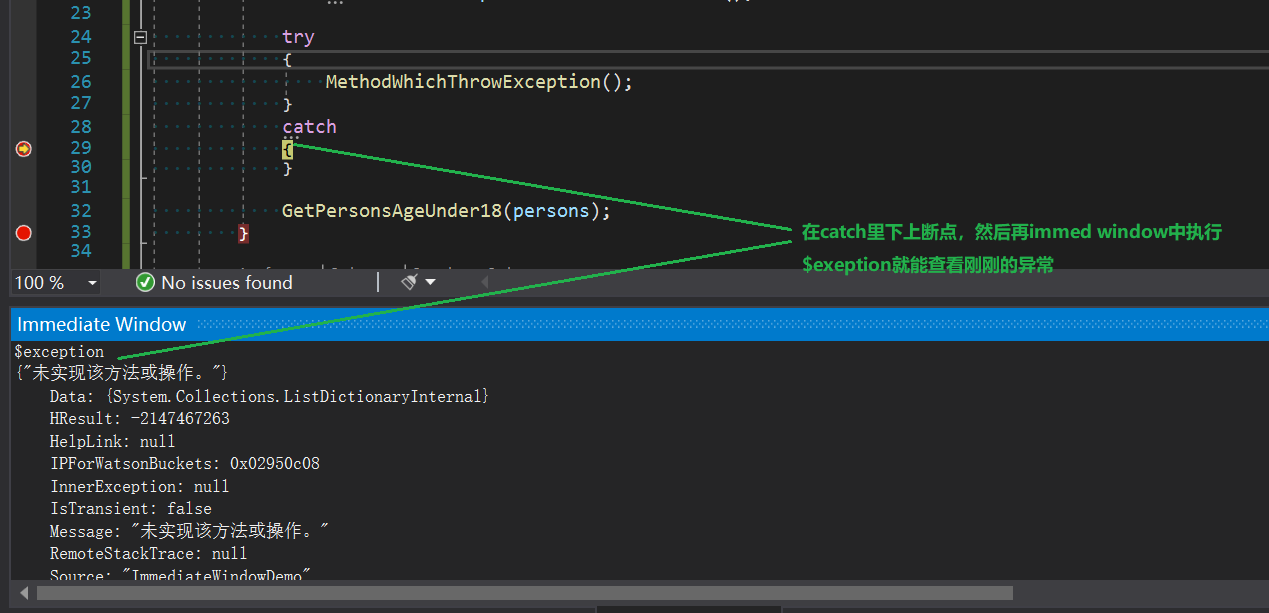 23
24 try
25 {
26 MethodWhichThrowException();
27 }
28 catch
29 {
30 }
31
32 GetPersonsAgeUnder18(persons);
33 }
34
在catch里下上断点，然后再immed window中执行
$exeption就能查看刚刚的异常
100 % No issues found
Immediate Window
$exception
{"未实现该方法或操作。"}
Data: {System.Collections.ListDictionaryInternal}
HResult: -2147467263
HelpLink: null
IPForWatsonBuckets: 0x02950c08
InnerException: null
IsTransient: false
Message: "未实现该方法或操作。"
RemoteStackTrace: null
Source: "ImmediateWindowDemo"